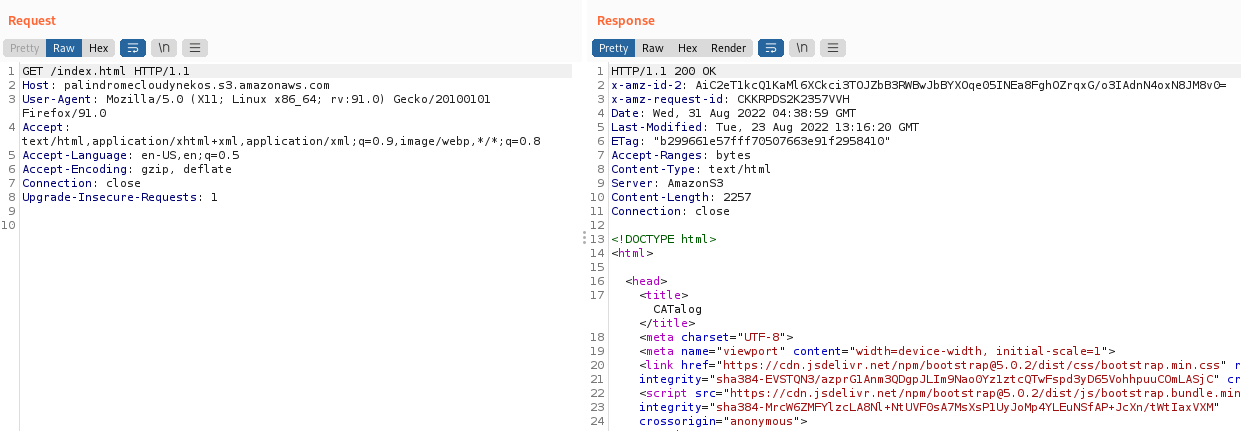 Request
Pretty Raw Hex \n
1 GET /index.html HTTP/1.1
2 Host: palindromecloudynekos.s3.amazonaws.com
3 User-Agent: Mozilla/5.0 (X11; Linux x86_64; rv:91.0) Gecko/20100101
Firefox/91.0
4 Accept:
text/html,application/xhtml+xml,application/xml;q=0.9,image/webp,*/*;q=0.8
5 Accept-Language: en-US,en;q=0.5
6 Accept-Encoding: gzip, deflate
7 Connection: close
8 Upgrade-Insecure-Requests: 1
9
10
Response
Pretty Raw Hex Render \n
1 HTTP/1.1 200 OK
2 x-amz-id-2:
3 x-amz-request-id: CKKRPDS2K2357VVH
4 Date: Wed, 31 Aug 2022 04:38:59 GMT
5 Last-Modified: Tue, 23 Aug 2022 13:16:20 GMT
6 ETag: "b299661e57fff70507663e91f2958410"
7 Accept-Ranges: bytes
8 Content-Type: text/html
9 Server: AmazonS3
10 Content-Length: 2257
11 Connection: close
12
13 <!DOCTYPE html>
14 <html>
15
16 <head>
17 <title>
CATalog
</title>
18 <meta charset="UTF-8">
19 <meta name="viewport" content="width=device-width, initial-scale=1">
20 <link href="https://cdn.jsdelivr.net/npm/bootstrap@5.0.2/dist/css/bootstrap.min.css"
21 integrity="sha384-EVSTQN3/azprG1Anm3QDgpJLIm9Nao0Yz1ztcQTwFspd3yD65VohhpuuCOmLASjC" cr
22 <script src="https://cdn.jsdelivr.net/npm/bootstrap@5.0.2/dist/js/bootstrap.bundle.min
23 integrity="sha384-MrcW6ZMFYlzcLA8Nl+NtUVF0sA7MsXsP1UyJoMp4YLEuNSfAP+JcXn/tWtIaxVXM"
24 crossorigin="anonymous">